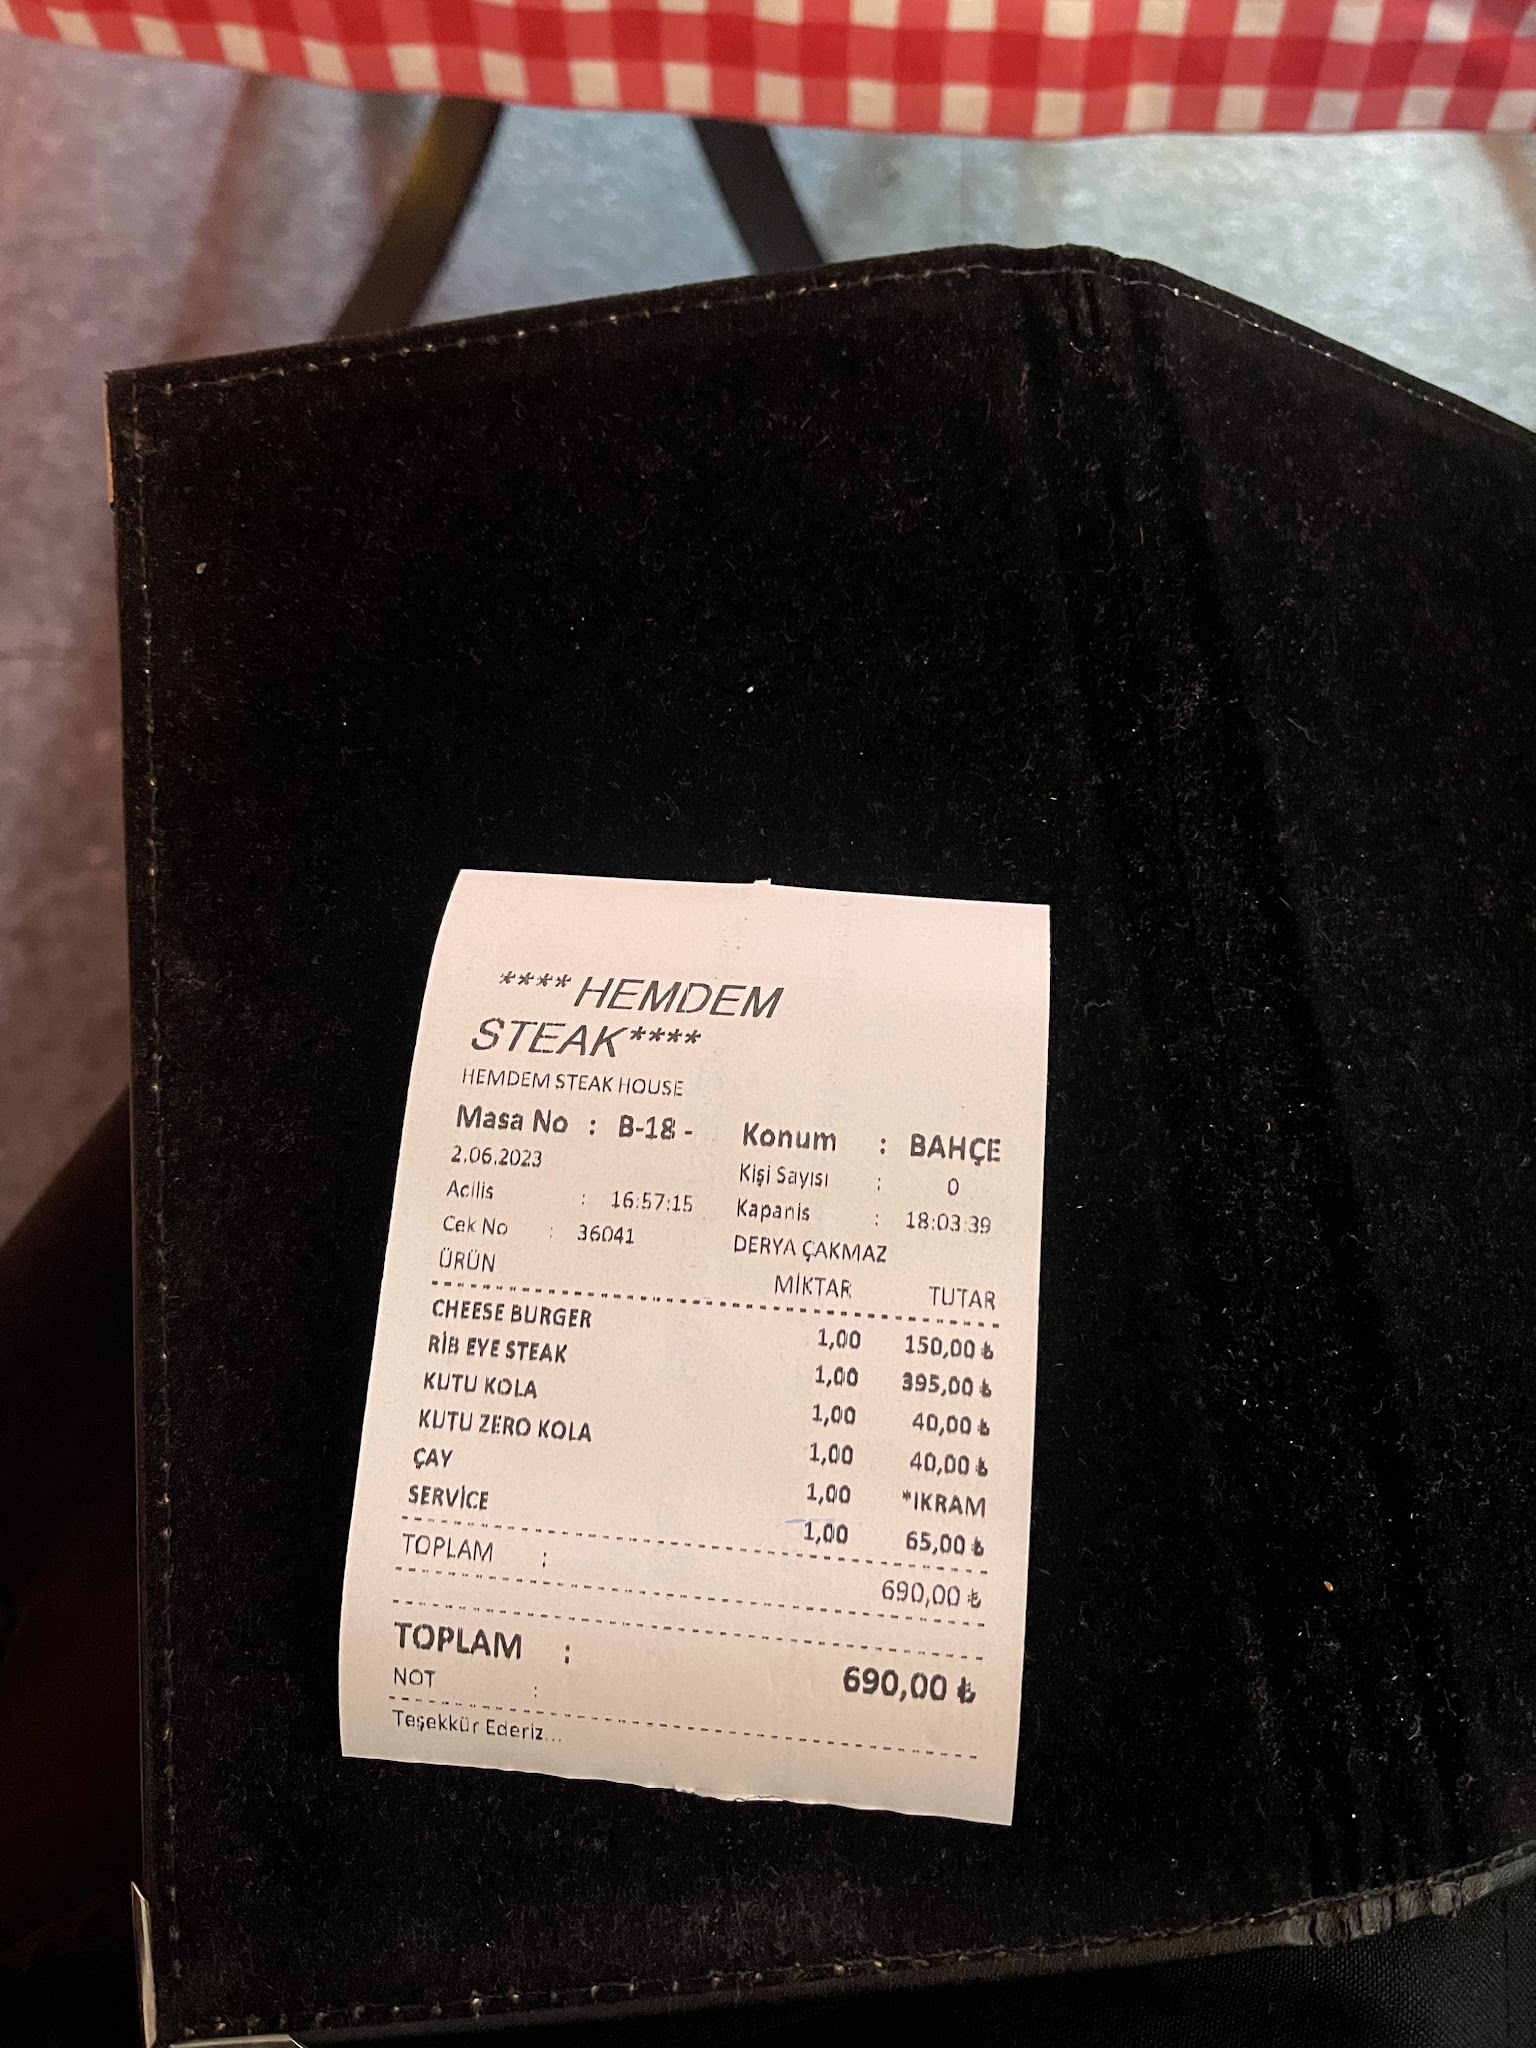 ****HEMDEM
STEAK****
HEMDEM STEAK HOUSE
Masa No : B-18 - Konum : BAHÇE
2.06.2023 Kişi Sayısı : 0
Acilis : 16:57:15 Kapanis : 18:03:39
Cek No : 36041 DERYA ÇAKMAZ
ÜRÜN MİKTAR TUTAR
CHEESE BURGER 1,00 150,00 ₺
RİB EYE STEAK 1,00 395,00 ₺
KUTU KOLA 1,00 40,00 ₺
KUTU ZERO KOLA 1,00 40,00 ₺
ÇAY 1,00 *IKRAM
SERVİCE 1,00 65,00 ₺
TOPLAM : 690,00 ₺
TOPLAM : 690,00 ₺
NOT :
Teşekkür Ederiz...